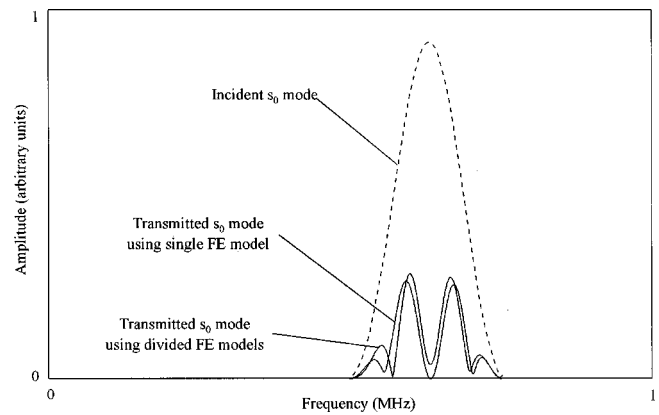 1
Amplitude (arbitrary units)
Incident s₀ mode
Transmitted s₀ mode
using single FE model
Transmitted s₀ mode
using divided FE models
0
0
Frequency (MHz)
1